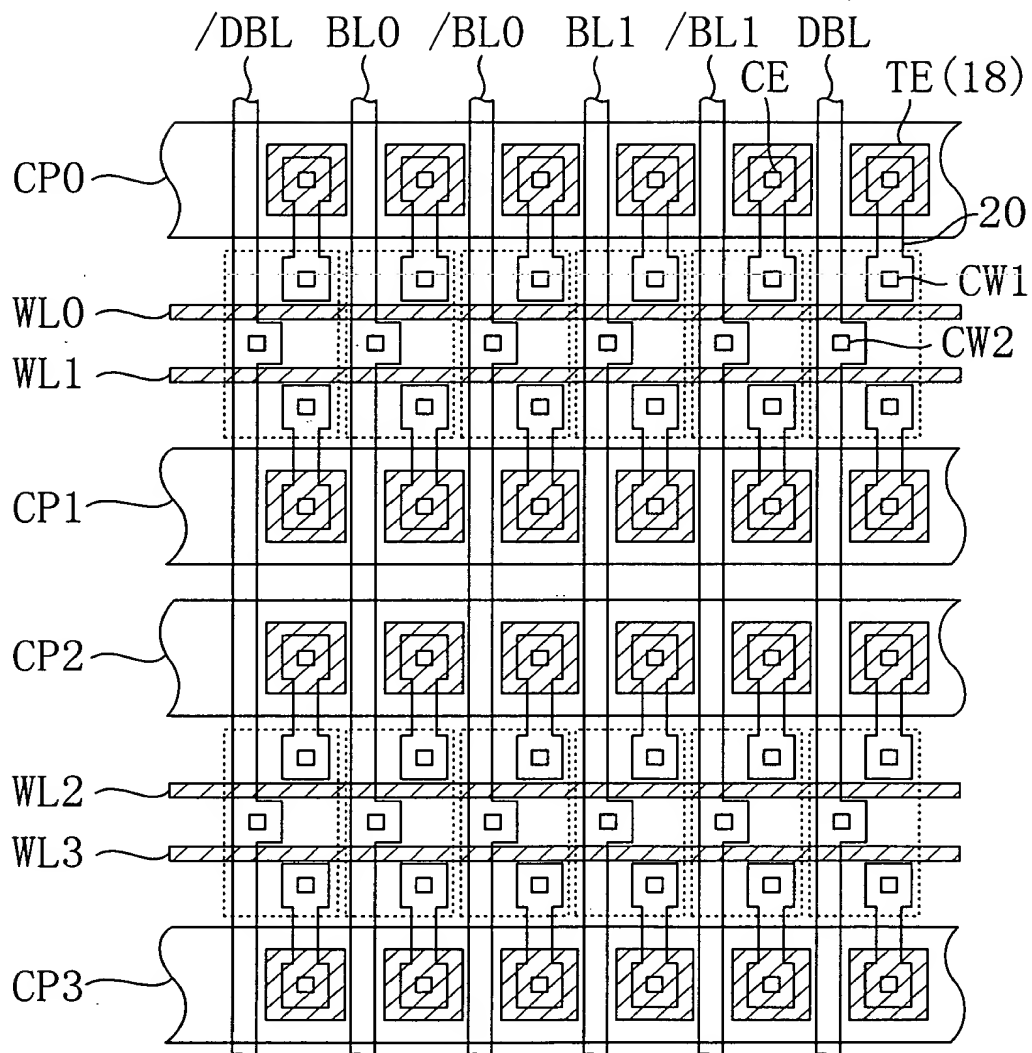 /DBL BL0 /BL0 BL1 /BL1 DBL
CE TE(18)
CP0
20
CW1
WL0
CW2
WL1
CP1
CP2
WL2
WL3
CP3